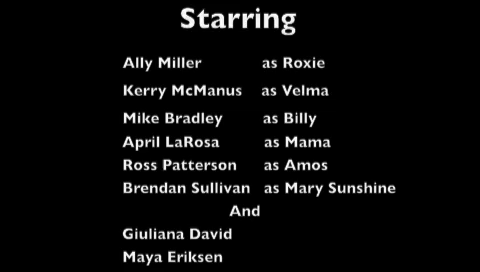 Starring
Ally Miller as Roxie
Kerry McManus as Velma
Mike Bradley as Billy
April LaRosa as Mama
Ross Patterson as Amos
Brendan Sullivan as Mary Sunshine
And
Giuliana David
Maya Eriksen